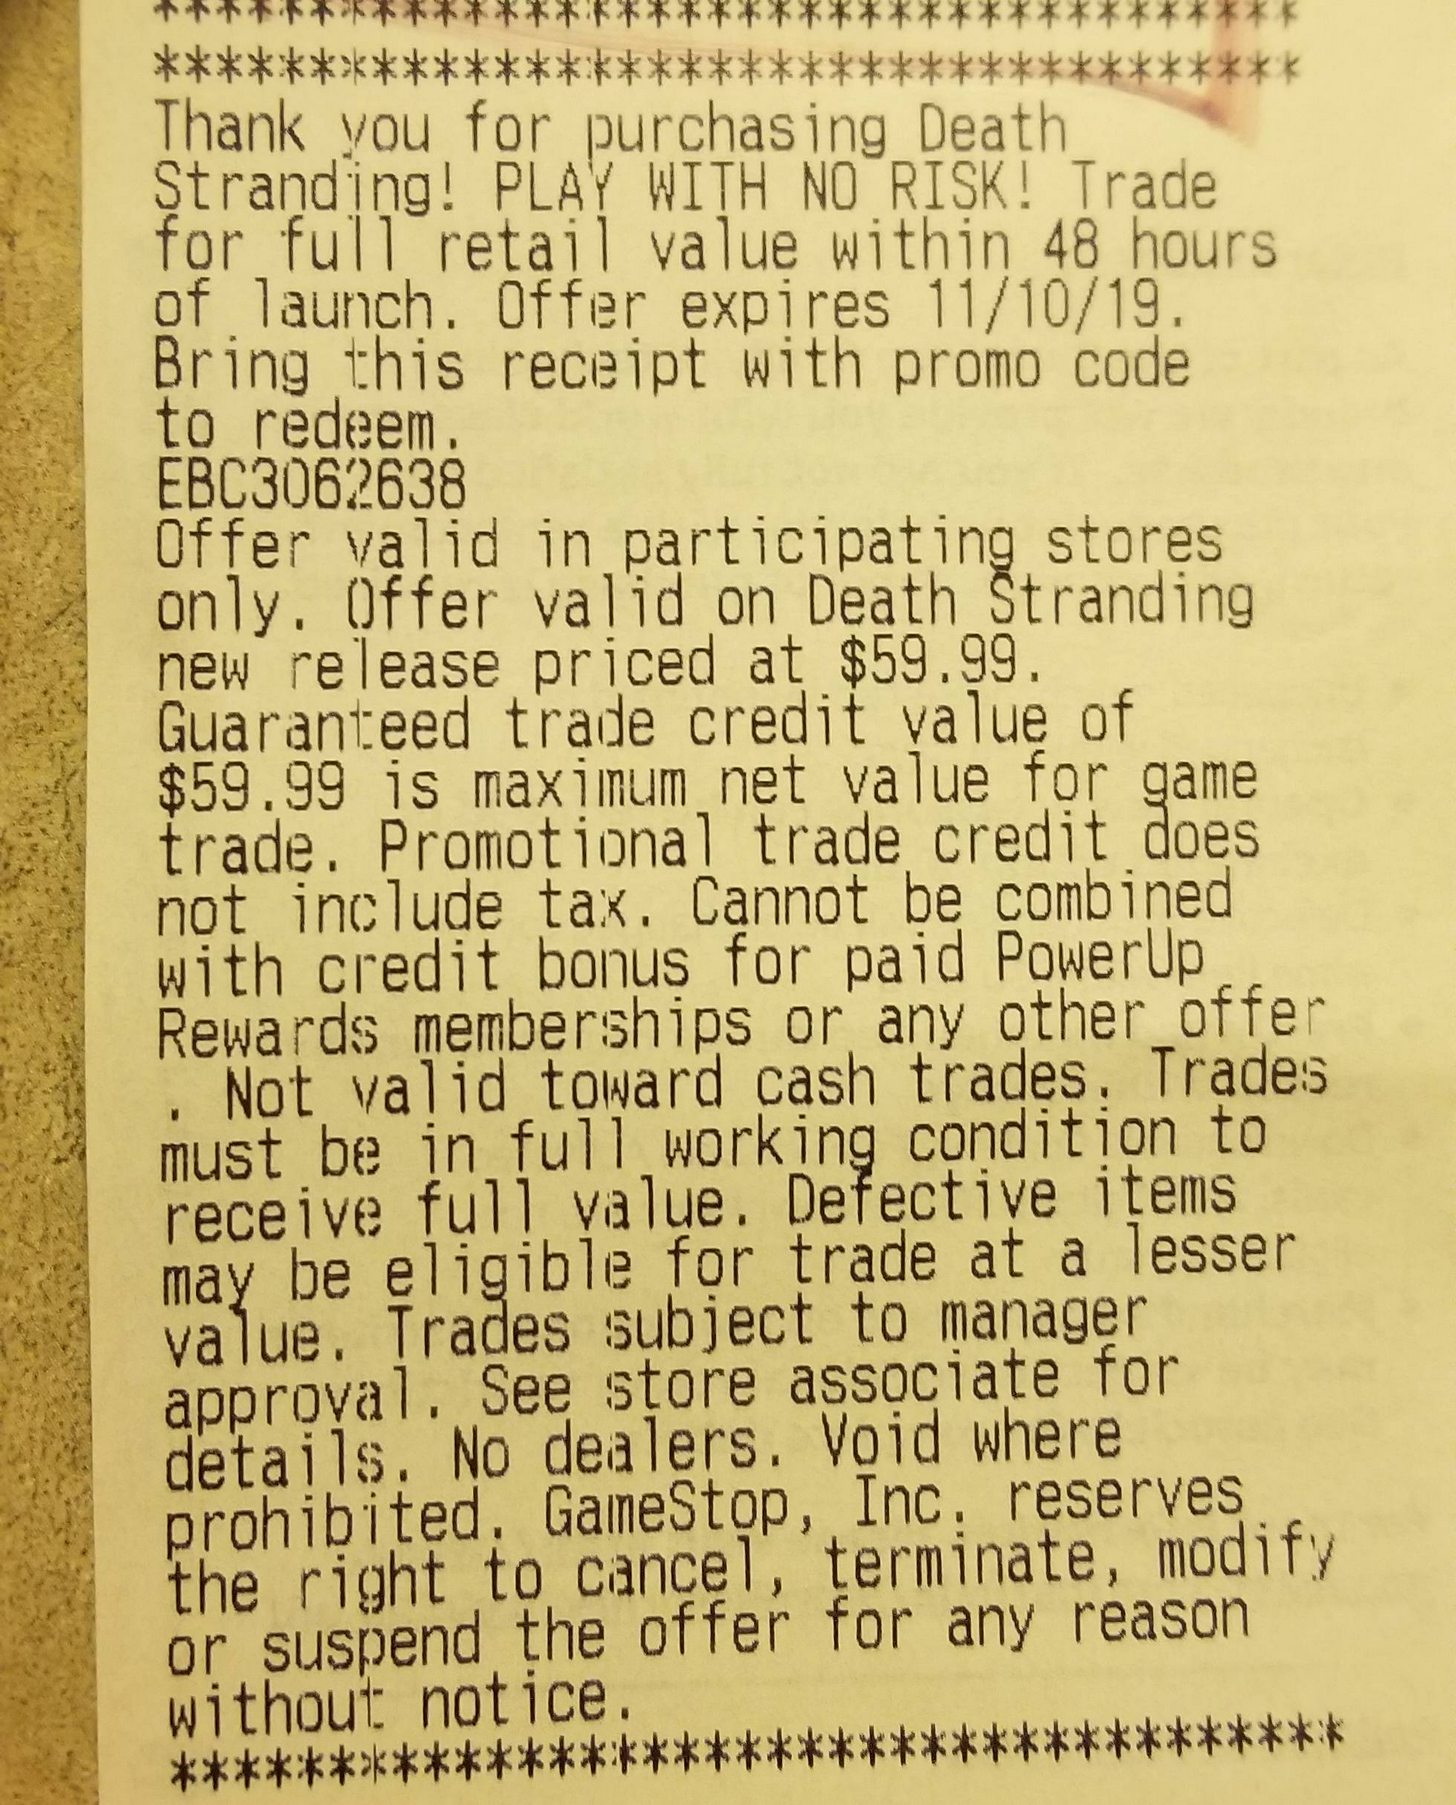 **************************************
**************************************
Thank you for purchasing Death
Stranding! PLAY WITH NO RISK! Trade
for full retail value within 48 hours
of launch. Offer expires 11/10/19.
Bring this receipt with promo code
to redeem.
EBC3062638
Offer valid in participating stores
only. Offer valid on Death Stranding
new release priced at $59.99.
Guaranteed trade credit value of
$59.99 is maximum net value for game
trade. Promotional trade credit does
not include tax. Cannot be combined
with credit bonus for paid PowerUp
Rewards memberships or any other offer
. Not valid toward cash trades. Trades
must be in full working condition to
receive full value. Defective items
may be eligible for trade at a lesser
value. Trades subject to manager
approval. See store associate for
details. No dealers. Void where
prohibited. GameStop, Inc. reserves
the right to cancel, terminate, modify
or suspend the offer for any reason
without notice.
**************************************